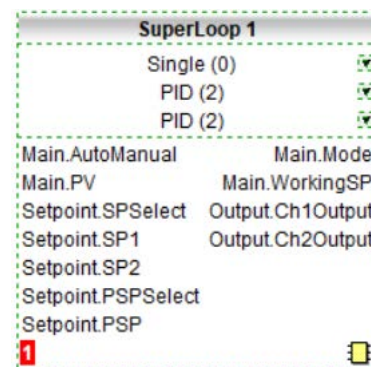 SuperLoop 1
Single (0)
PID (2)
PID (2)
Main.AutoManual Main.Mode
Main.PV Main.WorkingSP
Setpoint.SPSelect Output.Ch1Output
Setpoint.SP1 Output.Ch2Output
Setpoint.SP2
Setpoint.PSPSelect
Setpoint.PSP
1